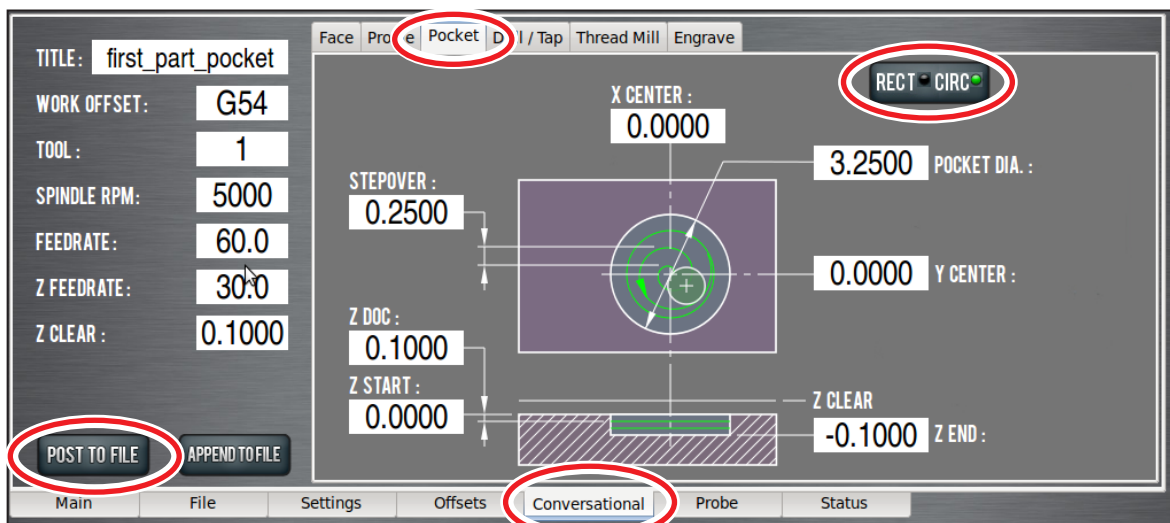 Face Profile Pocket Drill / Tap Thread Mill Engrave
TITLE : first_part_pocket
WORK OFFSET : G54
TOOL : 1
SPINDLE RPM: 5000
FEEDRATE : 60.0
Z FEEDRATE : 30.0
Z CLEAR : 0.1000
POST TO FILE APPEND TO FILE
RECT CIRC
X CENTER :
0.0000
3.2500 POCKET DIA. :
STEPOVER :
0.2500
0.0000 Y CENTER :
Z DOC :
0.1000
Z START :
0.0000
Z CLEAR
-0.1000 Z END :
Main File Settings Offsets Conversational Probe Status